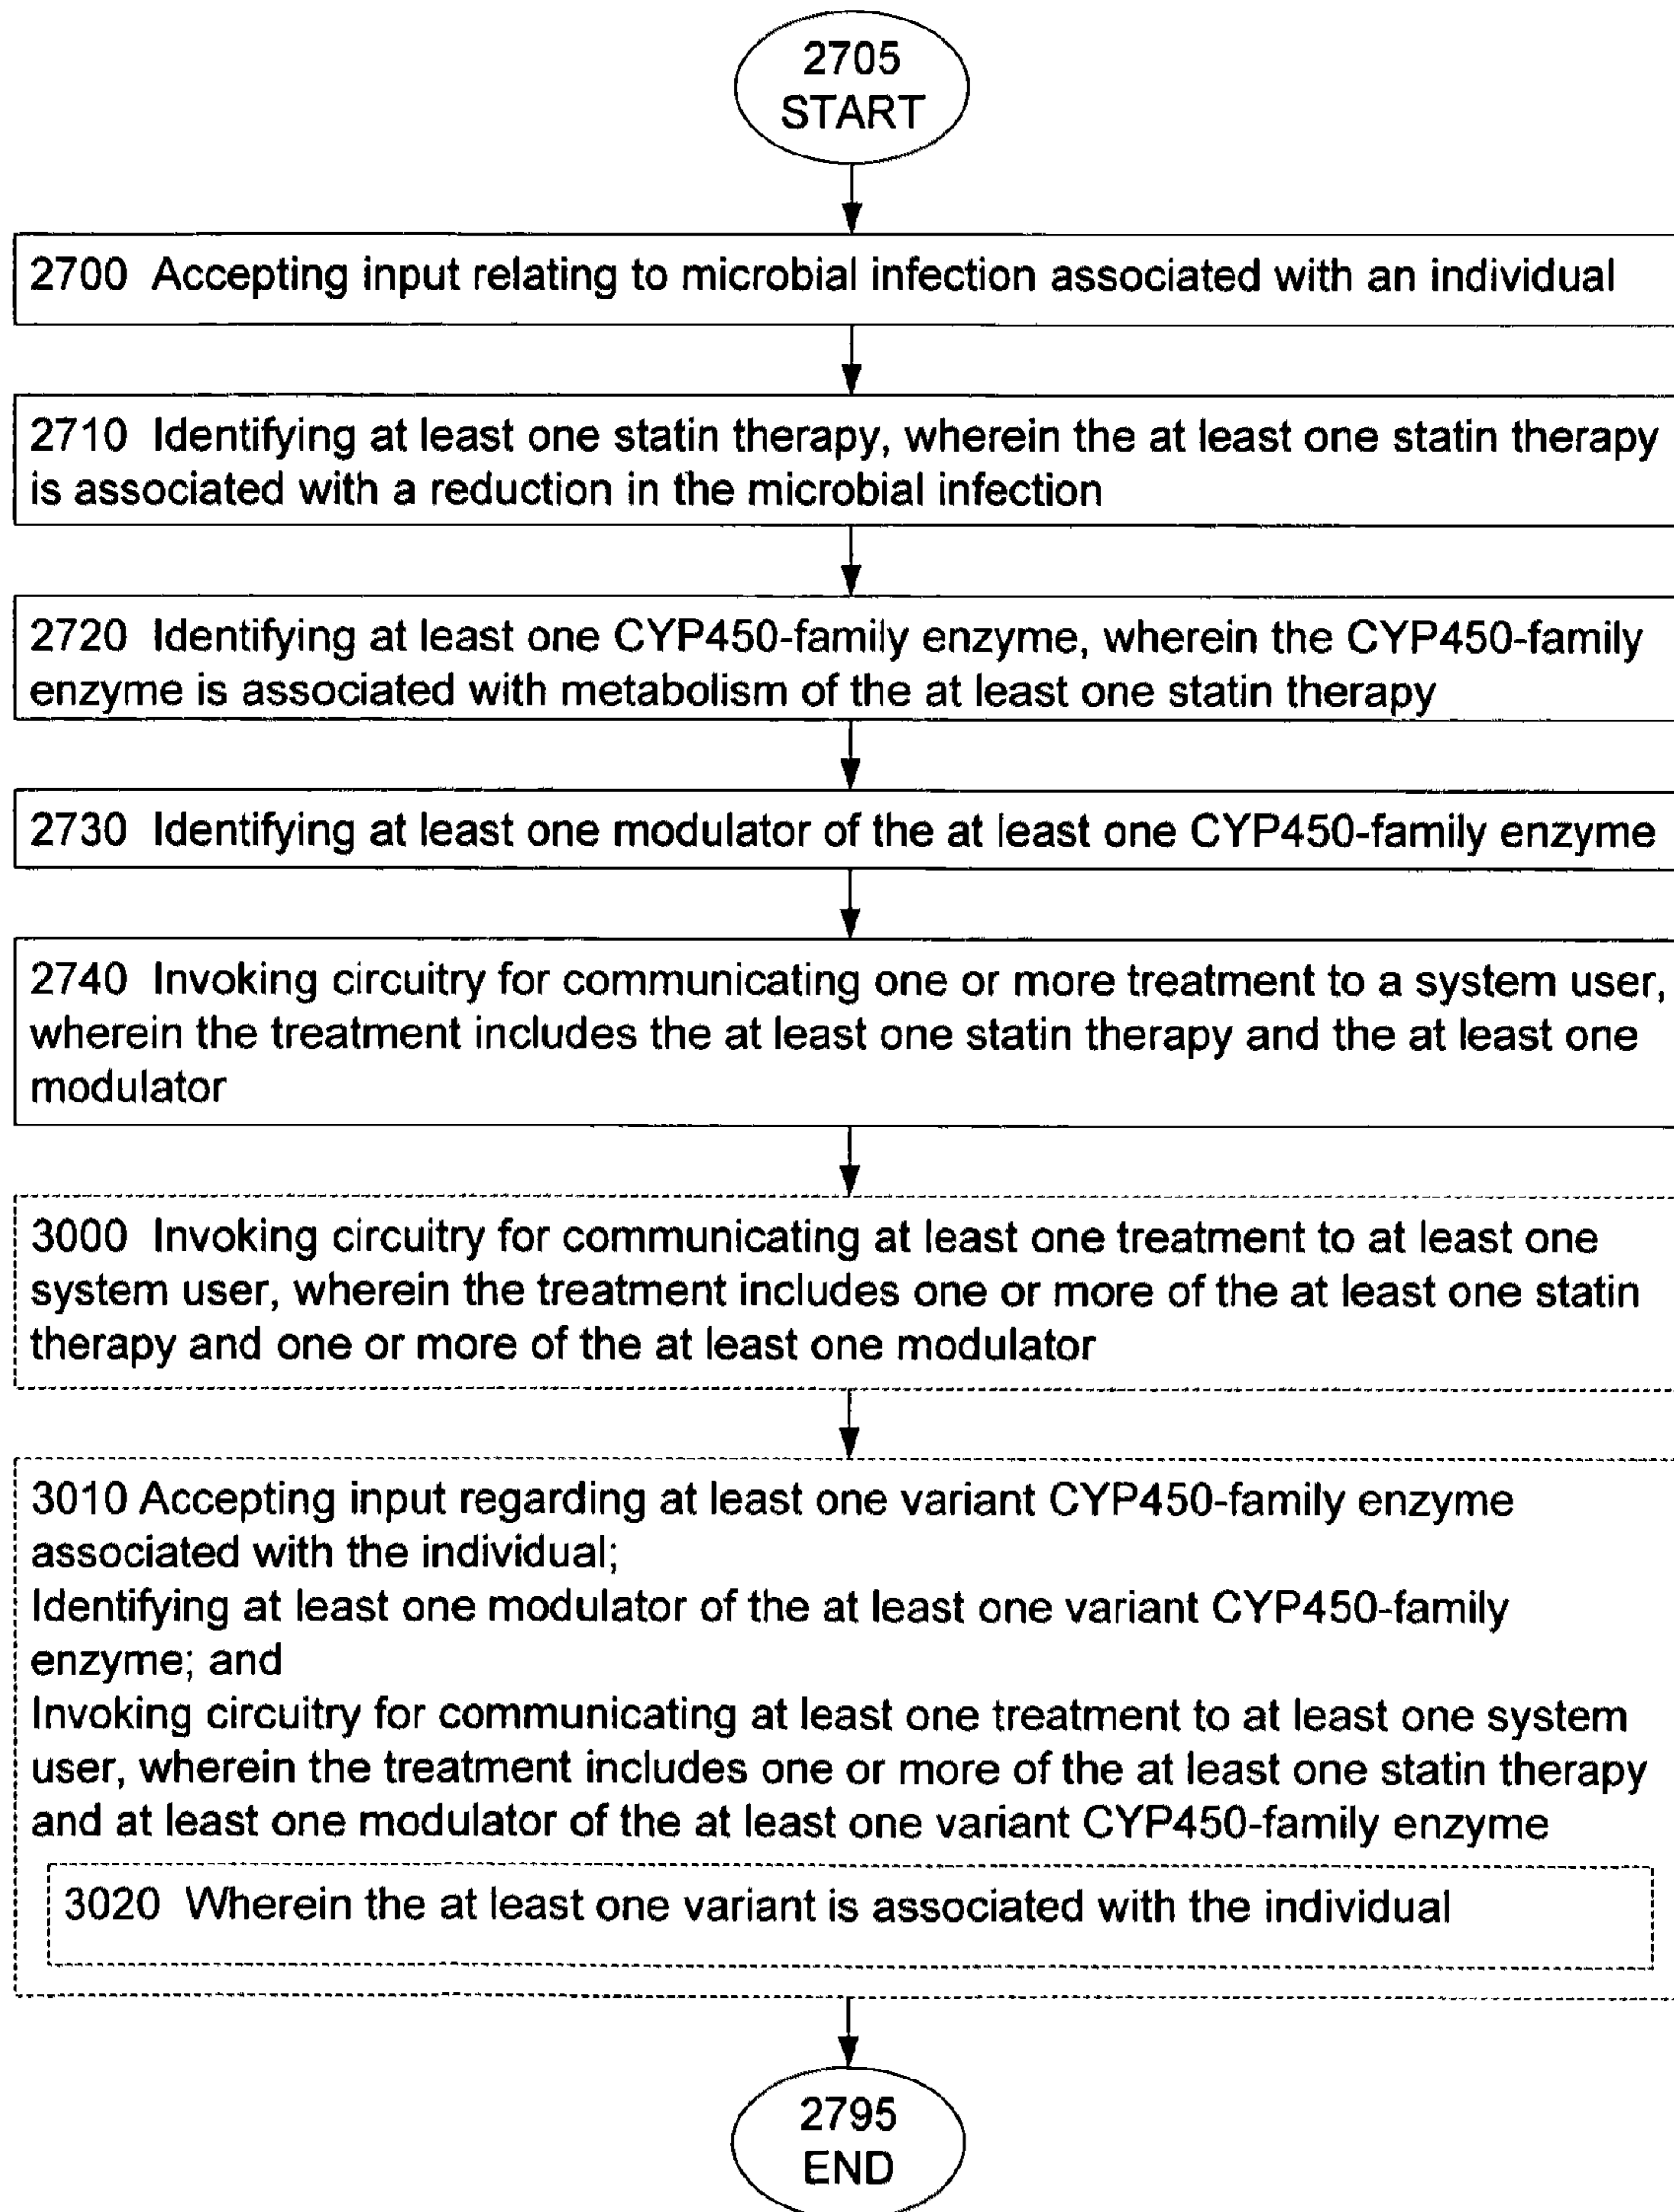 2705
START
2700 Accepting input relating to microbial infection associated with an individual
2710 Identifying at least one statin therapy, wherein the at least one statin therapy
is associated with a reduction in the microbial infection
2720 Identifying at least one CYP450-family enzyme, wherein the CYP450-family
enzyme is associated with metabolism of the at least one statin therapy
2730 Identifying at least one modulator of the at least one CYP450-family enzyme
2740 Invoking circuitry for communicating one or more treatment to a system user,
wherein the treatment includes the at least one statin therapy and the at least one
modulator
3000 Invoking circuitry for communicating at least one treatment to at least one
system user, wherein the treatment includes one or more of the at least one statin
therapy and one or more of the at least one modulator
3010 Accepting input regarding at least one variant CYP450-family enzyme
associated with the individual;
Identifying at least one modulator of the at least one variant CYP450-family
enzyme; and
Invoking circuitry for communicating at least one treatment to at least one system
user, wherein the treatment includes one or more of the at least one statin therapy
and at least one modulator of the at least one variant CYP450-family enzyme
3020 Wherein the at least one variant is associated with the individual
2795
END